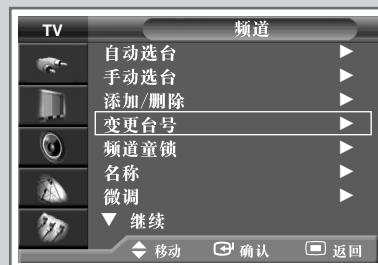 TV 频道
自动选台 ▶
手动选台 ▶
添加/删除 ▶
变更台号 ▶
频道童锁 ▶
名称 ▶
微调 ▶
▼ 继续
移动 确认 返回